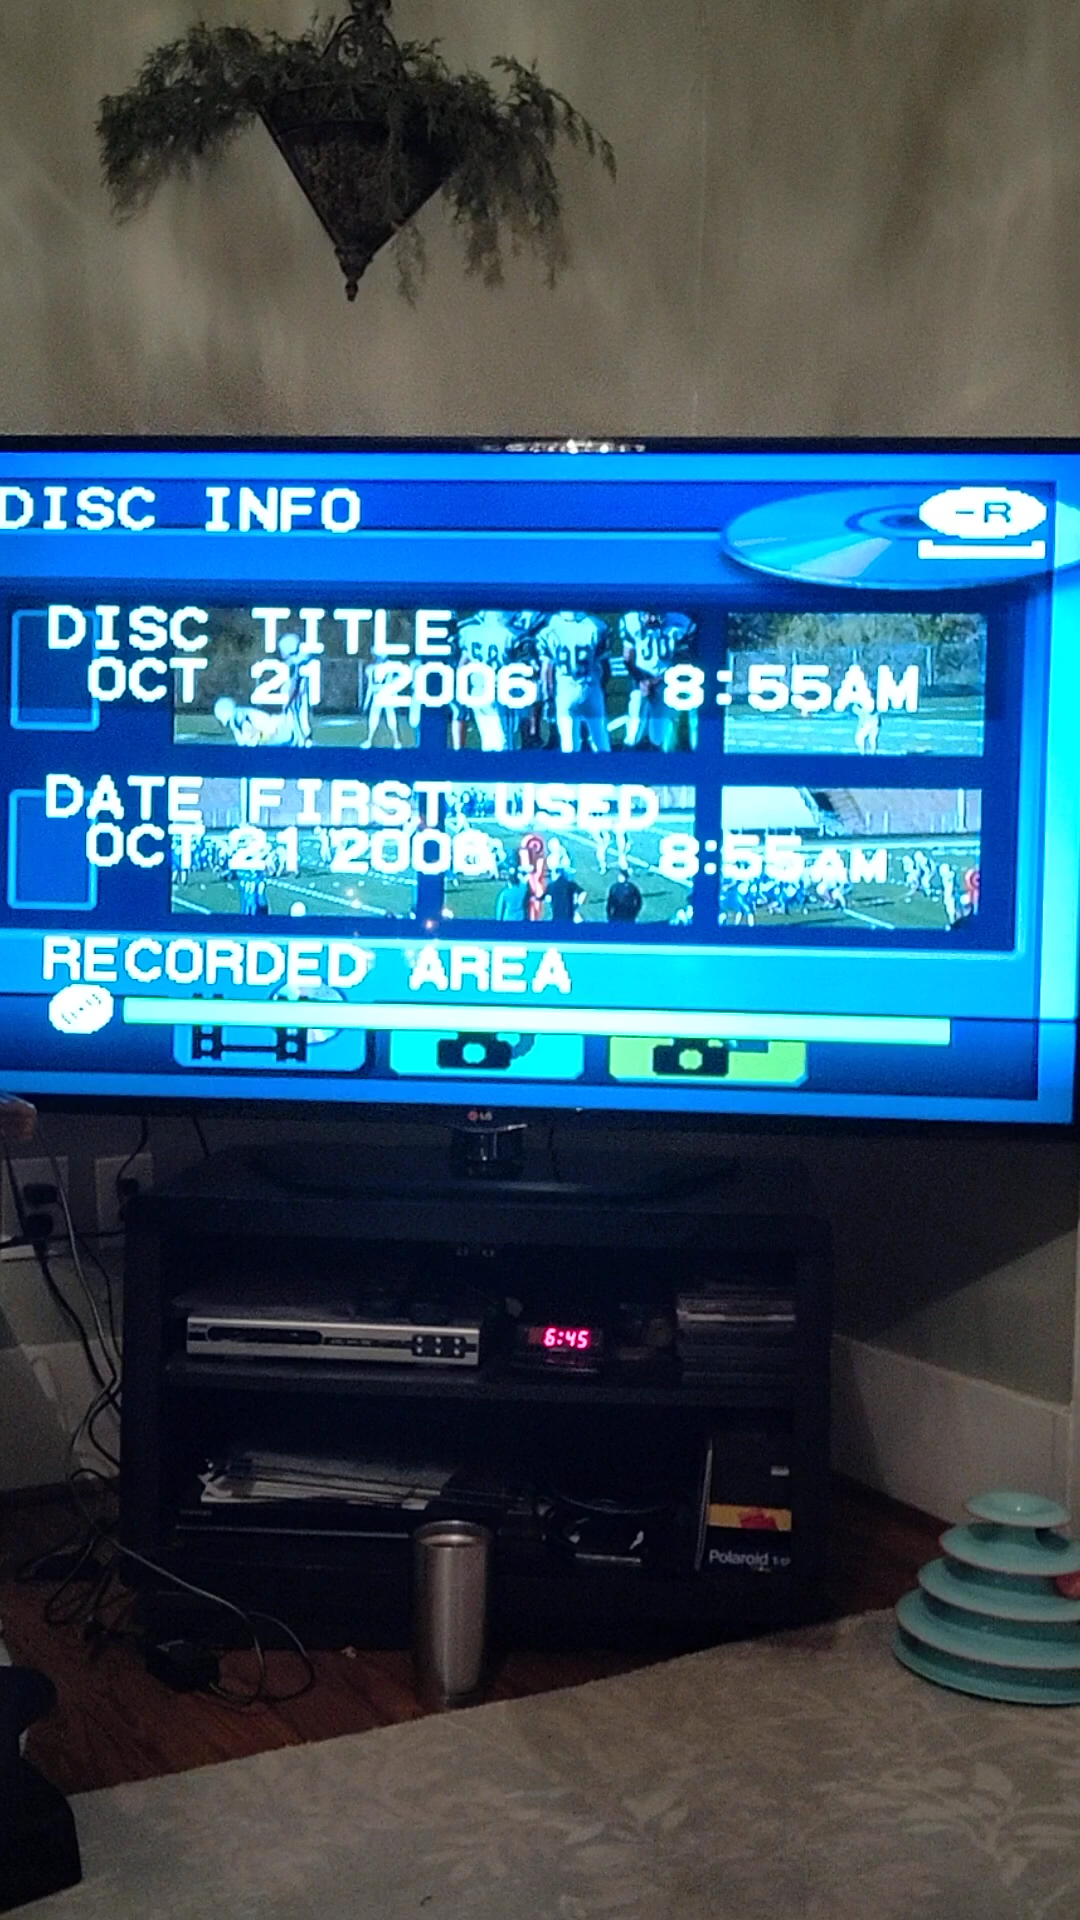 DISC INFO
-R
DISC TITLE
OCT 21 2006 8:55AM
DATE FIRST USED
OCT 21 2006 8:55AM
RECORDED AREA
LG
6:45
Polaroid